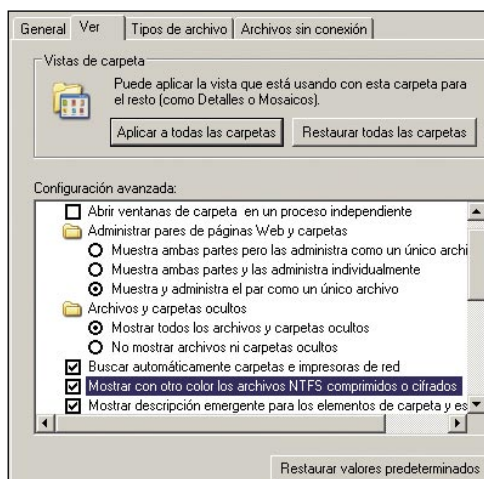 General Ver Tipos de archivo Archivos sin conexión
Vistas de carpeta
Puede aplicar la vista que está usando con esta carpeta para
el resto (como Detalles o Mosaicos).
Aplicar a todas las carpetas Restaurar todas las carpetas
Configuración avanzada:
Abrir ventanas de carpeta en un proceso independiente
Administrar pares de páginas Web y carpetas
Muestra ambas partes pero las administra como un único archi
Muestra ambas partes y las administra individualmente
Muestra y administra el par como un único archivo
Archivos y carpetas ocultos
Mostrar todos los archivos y carpetas ocultos
No mostrar archivos ni carpetas ocultos
Buscar automáticamente carpetas e impresoras de red
Mostrar con otro color los archivos NTFS comprimidos o cifrados
Mostrar descripción emergente para los elementos de carpeta y es
Restaurar valores predeterminados